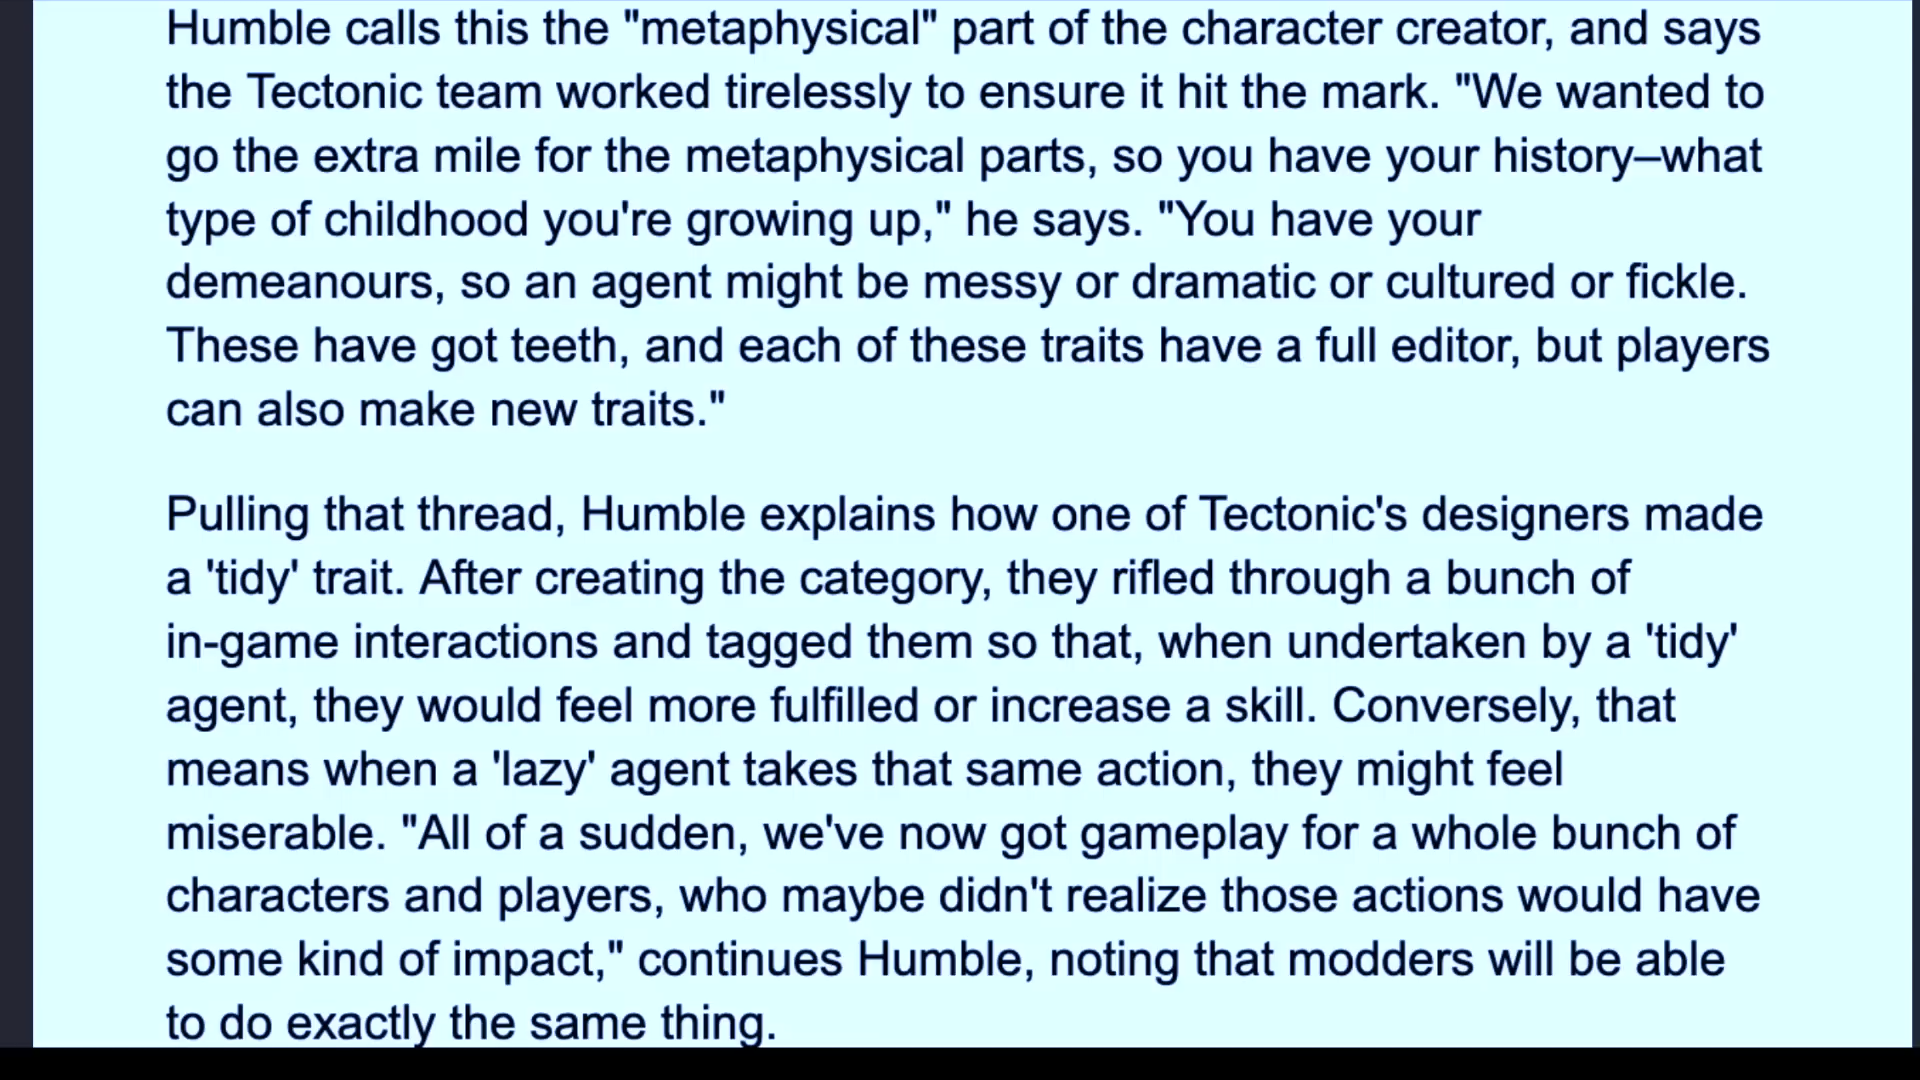 Humble calls this the "metaphysical" part of the character creator, and says
the Tectonic team worked tirelessly to ensure it hit the mark. "We wanted to
go the extra mile for the metaphysical parts, so you have your history–what
type of childhood you're growing up," he says. "You have your
demeanours, so an agent might be messy or dramatic or cultured or fickle.
These have got teeth, and each of these traits have a full editor, but players
can also make new traits."
Pulling that thread, Humble explains how one of Tectonic's designers made
a 'tidy' trait. After creating the category, they rifled through a bunch of
in-game interactions and tagged them so that, when undertaken by a 'tidy'
agent, they would feel more fulfilled or increase a skill. Conversely, that
means when a 'lazy' agent takes that same action, they might feel
miserable. "All of a sudden, we've now got gameplay for a whole bunch of
characters and players, who maybe didn't realize those actions would have
some kind of impact," continues Humble, noting that modders will be able
to do exactly the same thing.